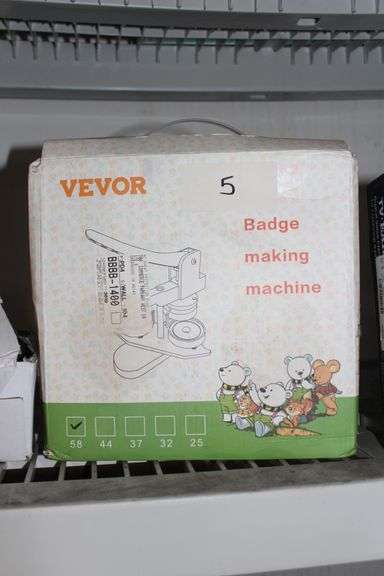 VEVOR
5
Badge
making
machine
BBBB-1400
58 44 37 32 25